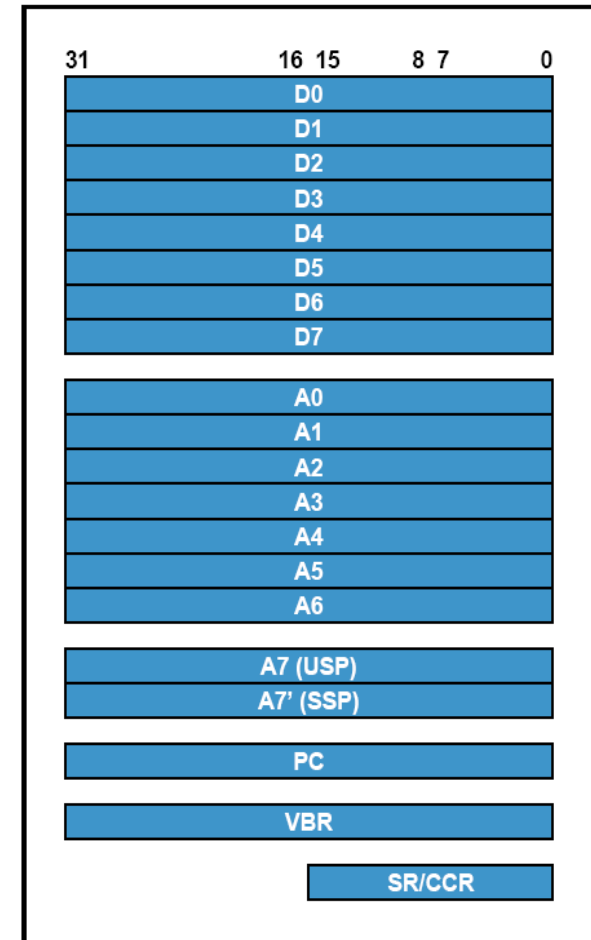 31 16 15 8 7 0
D0
D1
D2
D3
D4
D5
D6
D7
A0
A1
A2
A3
A4
A5
A6
A7 (USP)
A7’ (SSP)
PC
VBR
SR/CCR